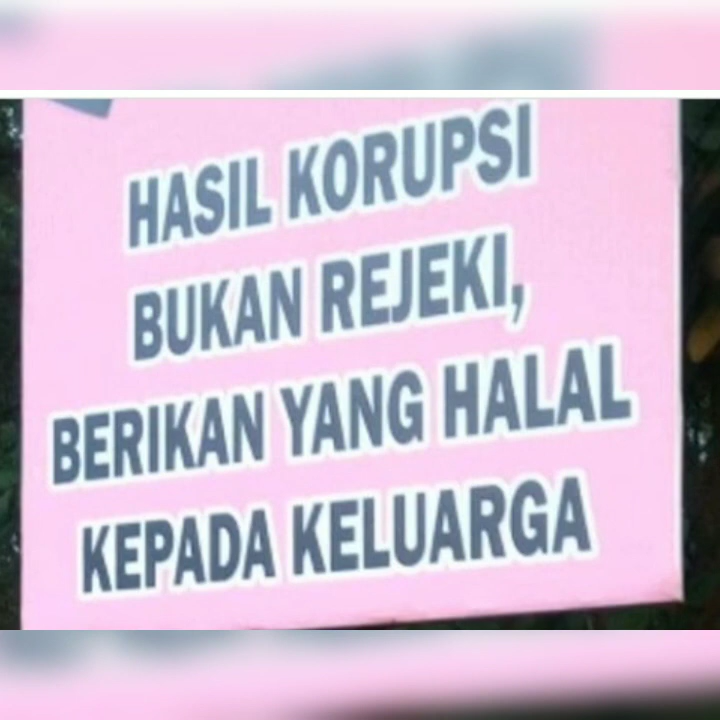 HASIL KORUPSI
BUKAN REJEKI,
BERIKAN YANG HALAL
KEPADA KELUARGA